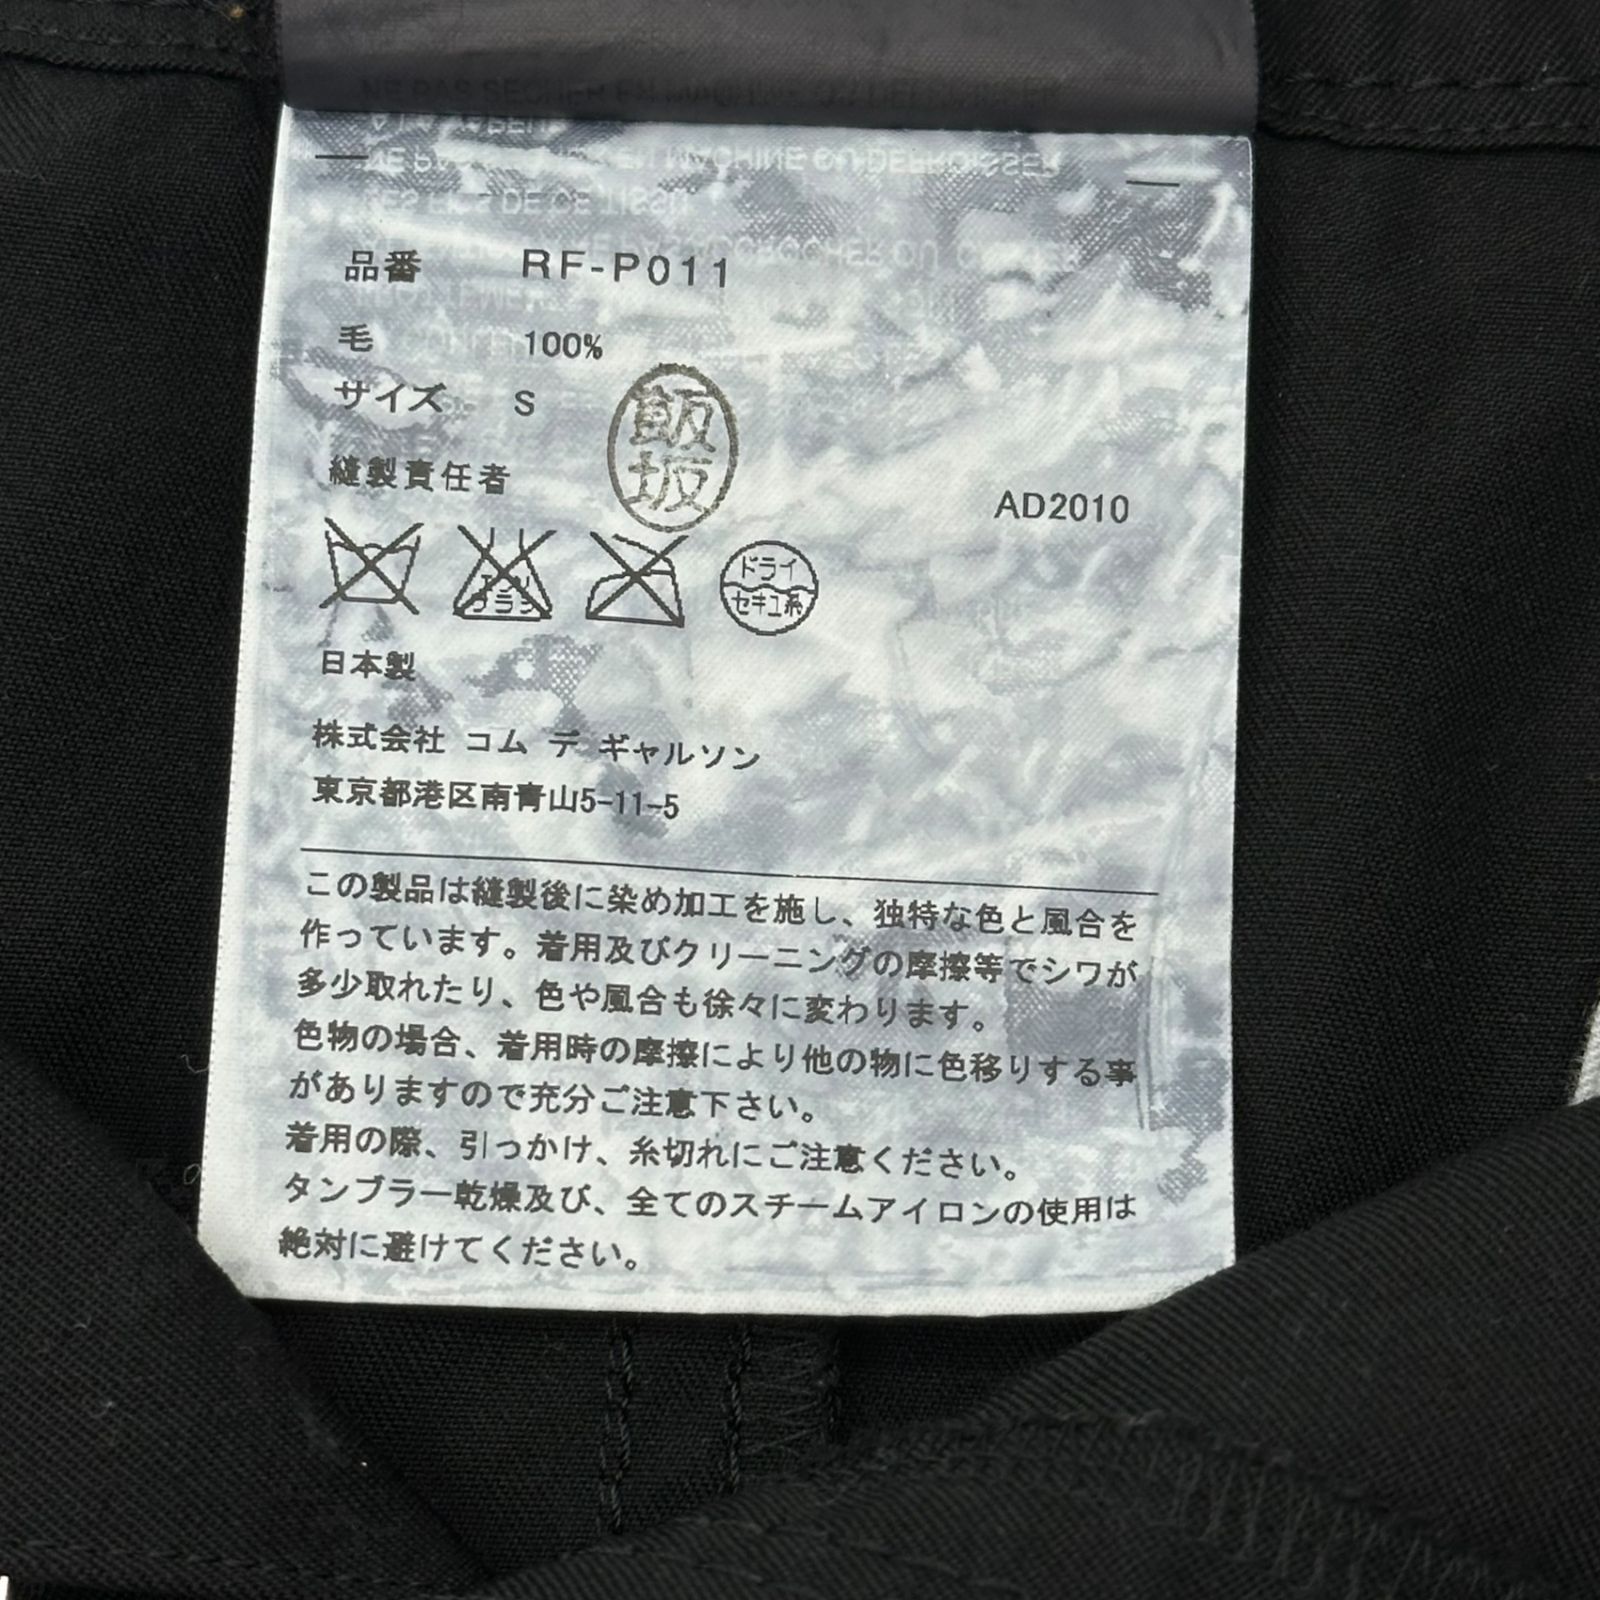 品番 RF-P011
毛 100%
サイズ S
飯坂
縫製責任者
AD2010
エンソ
ドライ
セキユ系
日本製
株式会社 コム デ ギャルソン
東京都港区南青山5-11-5
この製品は縫製後に染め加工を施し、独特な色と風合を
作っています。着用及びクリーニングの摩擦等でシワが
多少取れたり、色や風合も徐々に変わります。
色物の場合、着用時の摩擦により他の物に色移りする事
がありますので充分ご注意下さい。
着用の際、引っかけ、糸切れにご注意ください。
タンブラー乾燥及び、全てのスチームアイロンの使用は
絶対に避けてください。